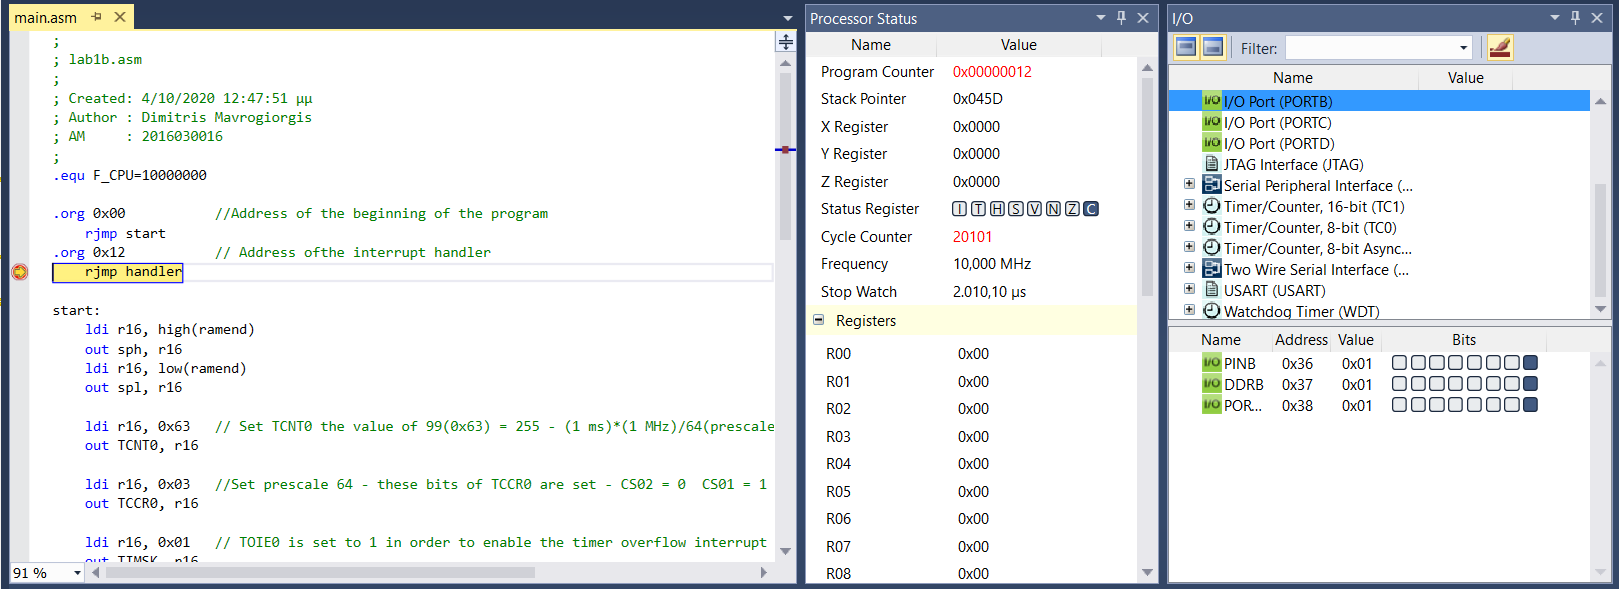 main.asm
;
; lab1b.asm
;
; Created: 4/10/2020 12:47:51 μμ
; Author : Dimitris Mavrogiorgis
; AM     : 2016030016
;
.equ F_CPU=10000000
.org 0x00           //Address of the beginning of the program
    rjmp start
.org 0x12           // Address ofthe interrupt handler
    rjmp handler
start:
    ldi r16, high(ramend)
    out sph, r16
    ldi r16, low(ramend)
    out spl, r16
    ldi r16, 0x63   // Set TCNT0 the value of 99(0x63) = 255 - (1 ms)*(1 MHz)/64(prescale
    out TCNT0, r16
    ldi r16, 0x03   //Set prescale 64 - these bits of TCCR0 are set - CS02 = 0  CS01 = 1
    out TCCR0, r16
    ldi r16, 0x01   // TOIE0 is set to 1 in order to enable the timer overflow interrupt
    out TIMSK, r16
91 %
Processor Status
Name Value
Program Counter 0x00000012
Stack Pointer 0x045D
X Register 0x0000
Y Register 0x0000
Z Register 0x0000
Status Register I T H S V N Z C
Cycle Counter 20101
Frequency 10,000 MHz
Stop Watch 2.010,10 µs
Registers
R00 0x00
R01 0x00
R02 0x00
R03 0x00
R04 0x00
R05 0x00
R06 0x00
R07 0x00
R08 0x00
I/O
Filter:
Name Value
I/O I/O Port (PORTB)
I/O I/O Port (PORTC)
I/O I/O Port (PORTD)
JTAG Interface (JTAG)
Serial Peripheral Interface (...
Timer/Counter, 16-bit (TC1)
Timer/Counter, 8-bit (TC0)
Timer/Counter, 8-bit Async...
Two Wire Serial Interface (...
USART (USART)
Watchdog Timer (WDT)
Name Address Value Bits
I/O PINB 0x36 0x01
I/O DDRB 0x37 0x01
I/O POR... 0x38 0x01